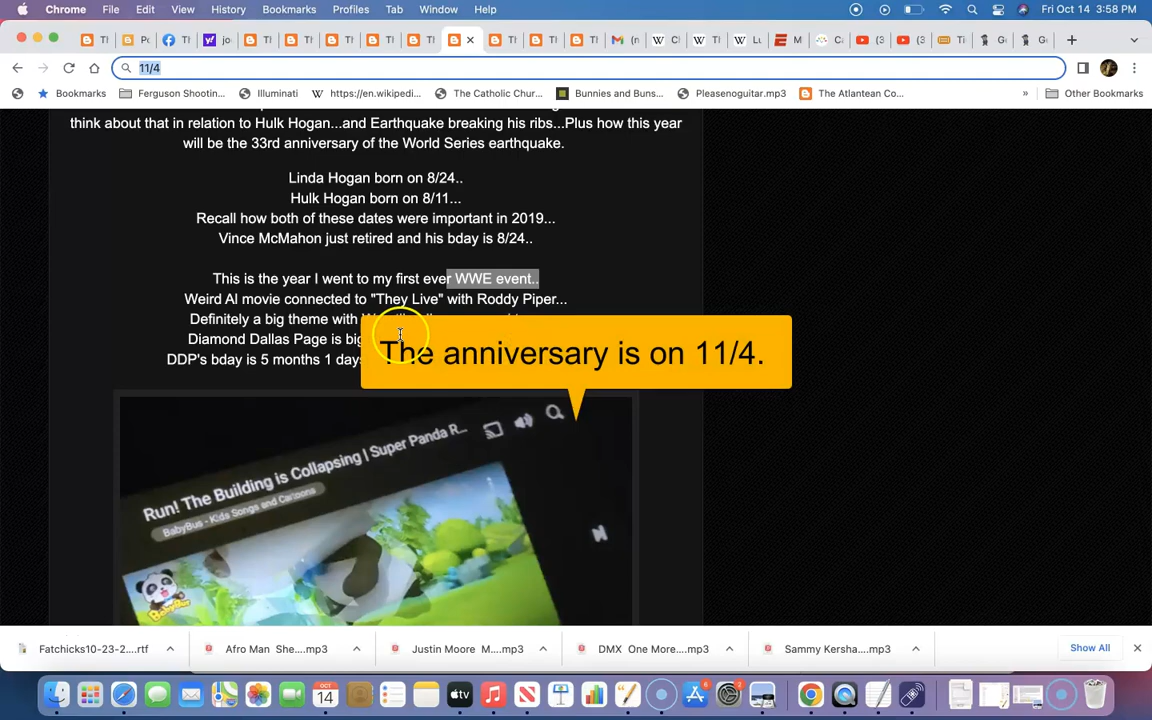 Chrome File Edit View History Bookmarks Profiles Tab Window Help Fri Oct 14 3:58 PM
11/4
Bookmarks Ferguson Shootin... Illuminati https://en.wikipedi... The Catholic Chur... Bunnies and Buns... Pleasenoguitar.mp3 The Atlantean Co... » Other Bookmarks
think about that in relation to Hulk Hogan...and Earthquake breaking his ribs...Plus how this year
will be the 33rd anniversary of the World Series earthquake.
Linda Hogan born on 8/24..
Hulk Hogan born on 8/11...
Recall how both of these dates were important in 2019...
Vince McMahon just retired and his bday is 8/24..
This is the year I went to my first ever WWE event..
Weird Al movie connected to "They Live" with Roddy Piper...
Definitely a big theme with
Diamond Dallas Page is big
DDP's bday is 5 months 1 day
The anniversary is on 11/4.
Run! The Building is Collapsing | Super Panda R...
BabyBus - Kids Songs and Cartoons
BabyBus
Fatchicks10-23-2....rtf Afro Man She....mp3 Justin Moore M....mp3 DMX One More....mp3 Sammy Kersha....mp3 Show All
OCT
14